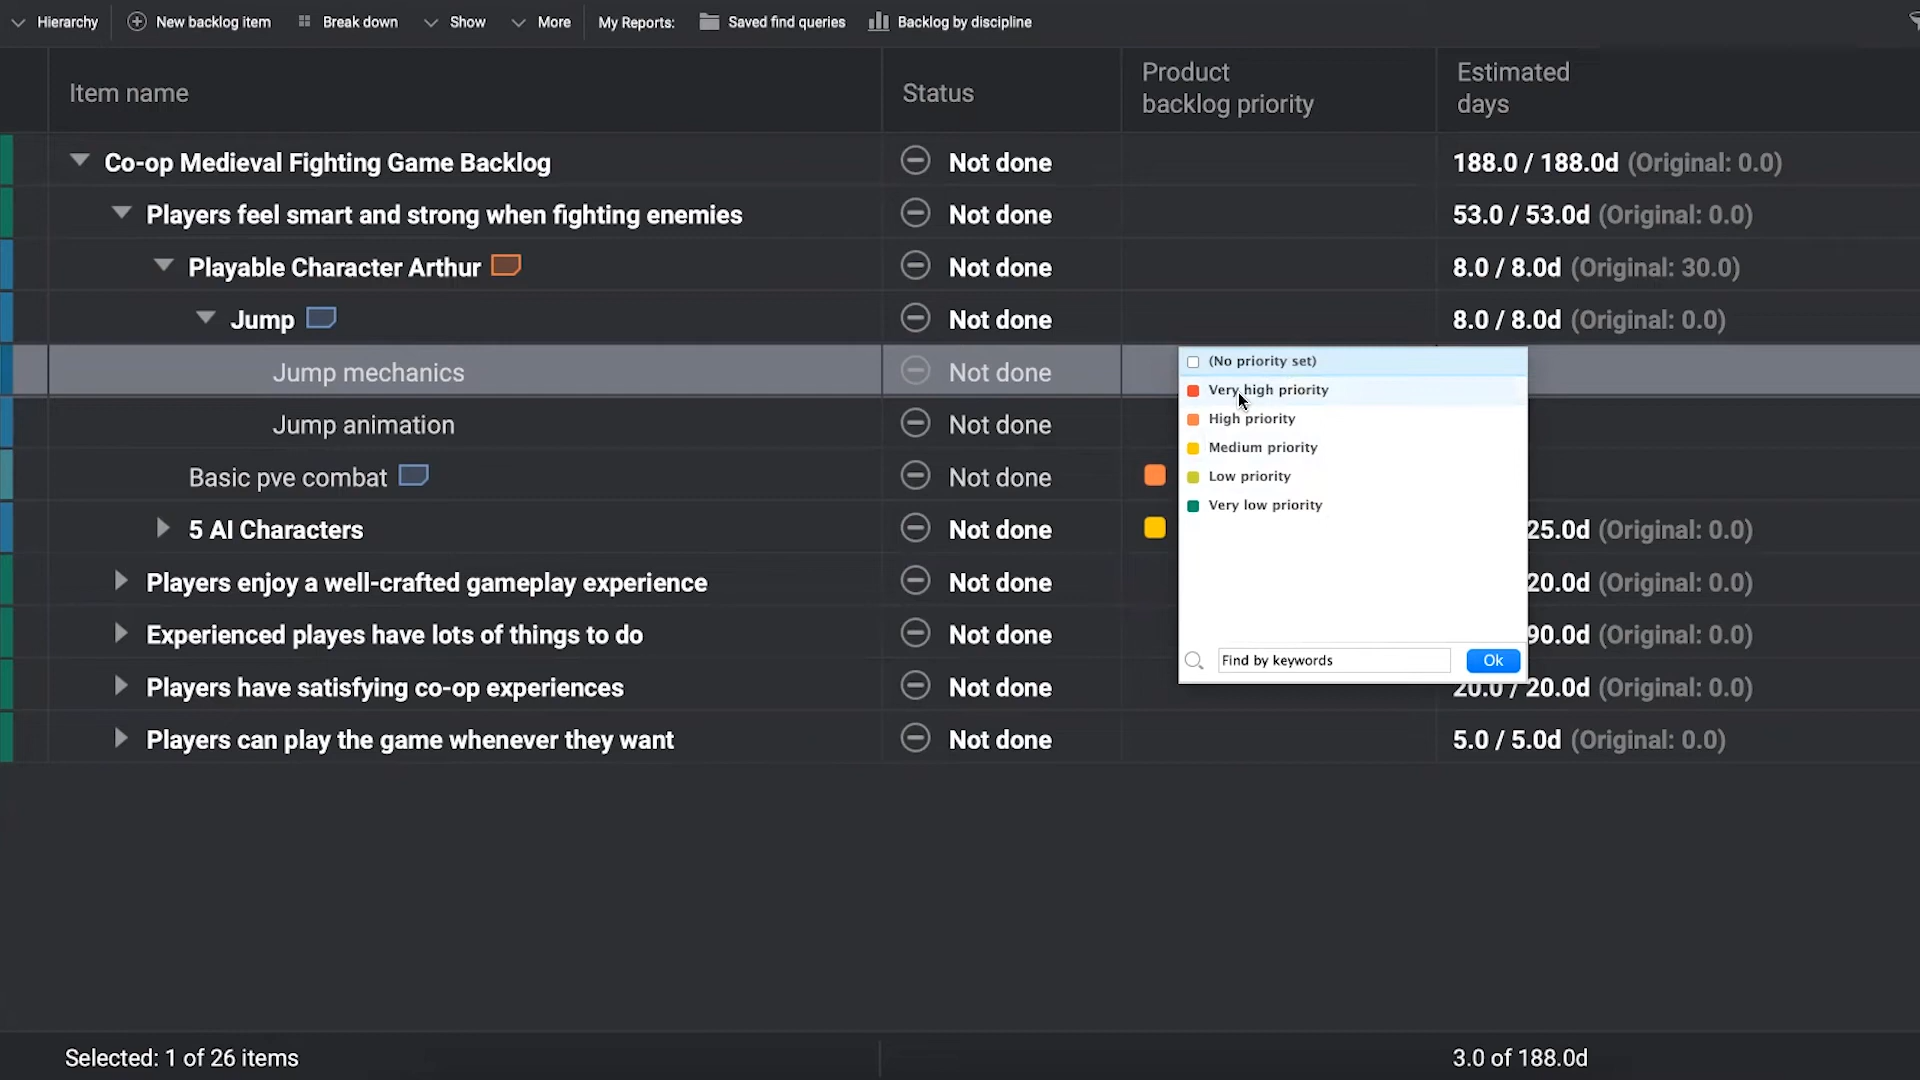 Hierarchy New backlog item Break down Show More My Reports: Saved find queries Backlog by discipline
Item name Status Product backlog priority Estimated days
Co-op Medieval Fighting Game Backlog Not done 188.0 / 188.0d (Original: 0.0)
Players feel smart and strong when fighting enemies Not done 53.0 / 53.0d (Original: 0.0)
Playable Character Arthur Not done 8.0 / 8.0d (Original: 30.0)
Jump Not done 8.0 / 8.0d (Original: 0.0)
Jump mechanics Not done
Jump animation Not done
Basic pve combat Not done
5 AI Characters Not done 25.0d (Original: 0.0)
Players enjoy a well-crafted gameplay experience Not done 20.0d (Original: 0.0)
Experienced playes have lots of things to do Not done 90.0d (Original: 0.0)
Players have satisfying co-op experiences Not done 20.0 / 20.0d (Original: 0.0)
Players can play the game whenever they want Not done 5.0 / 5.0d (Original: 0.0)
(No priority set)
Very high priority
High priority
Medium priority
Low priority
Very low priority
Find by keywords Ok
Selected: 1 of 26 items 3.0 of 188.0d